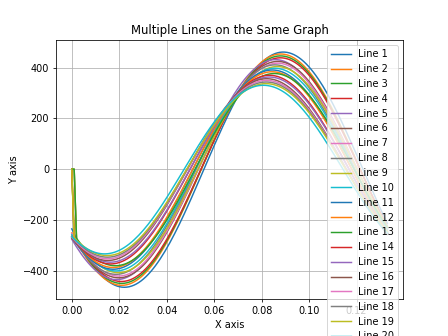 Multiple Lines on the Same Graph
Y axis
400
200
0
−200
−400
0.00
0.02
0.04
0.06
0.08
0.10
X axis
Line 1
Line 2
Line 3
Line 4
Line 5
Line 6
Line 7
Line 8
Line 9
Line 10
Line 11
Line 12
Line 13
Line 14
Line 15
Line 16
Line 17
Line 18
Line 19